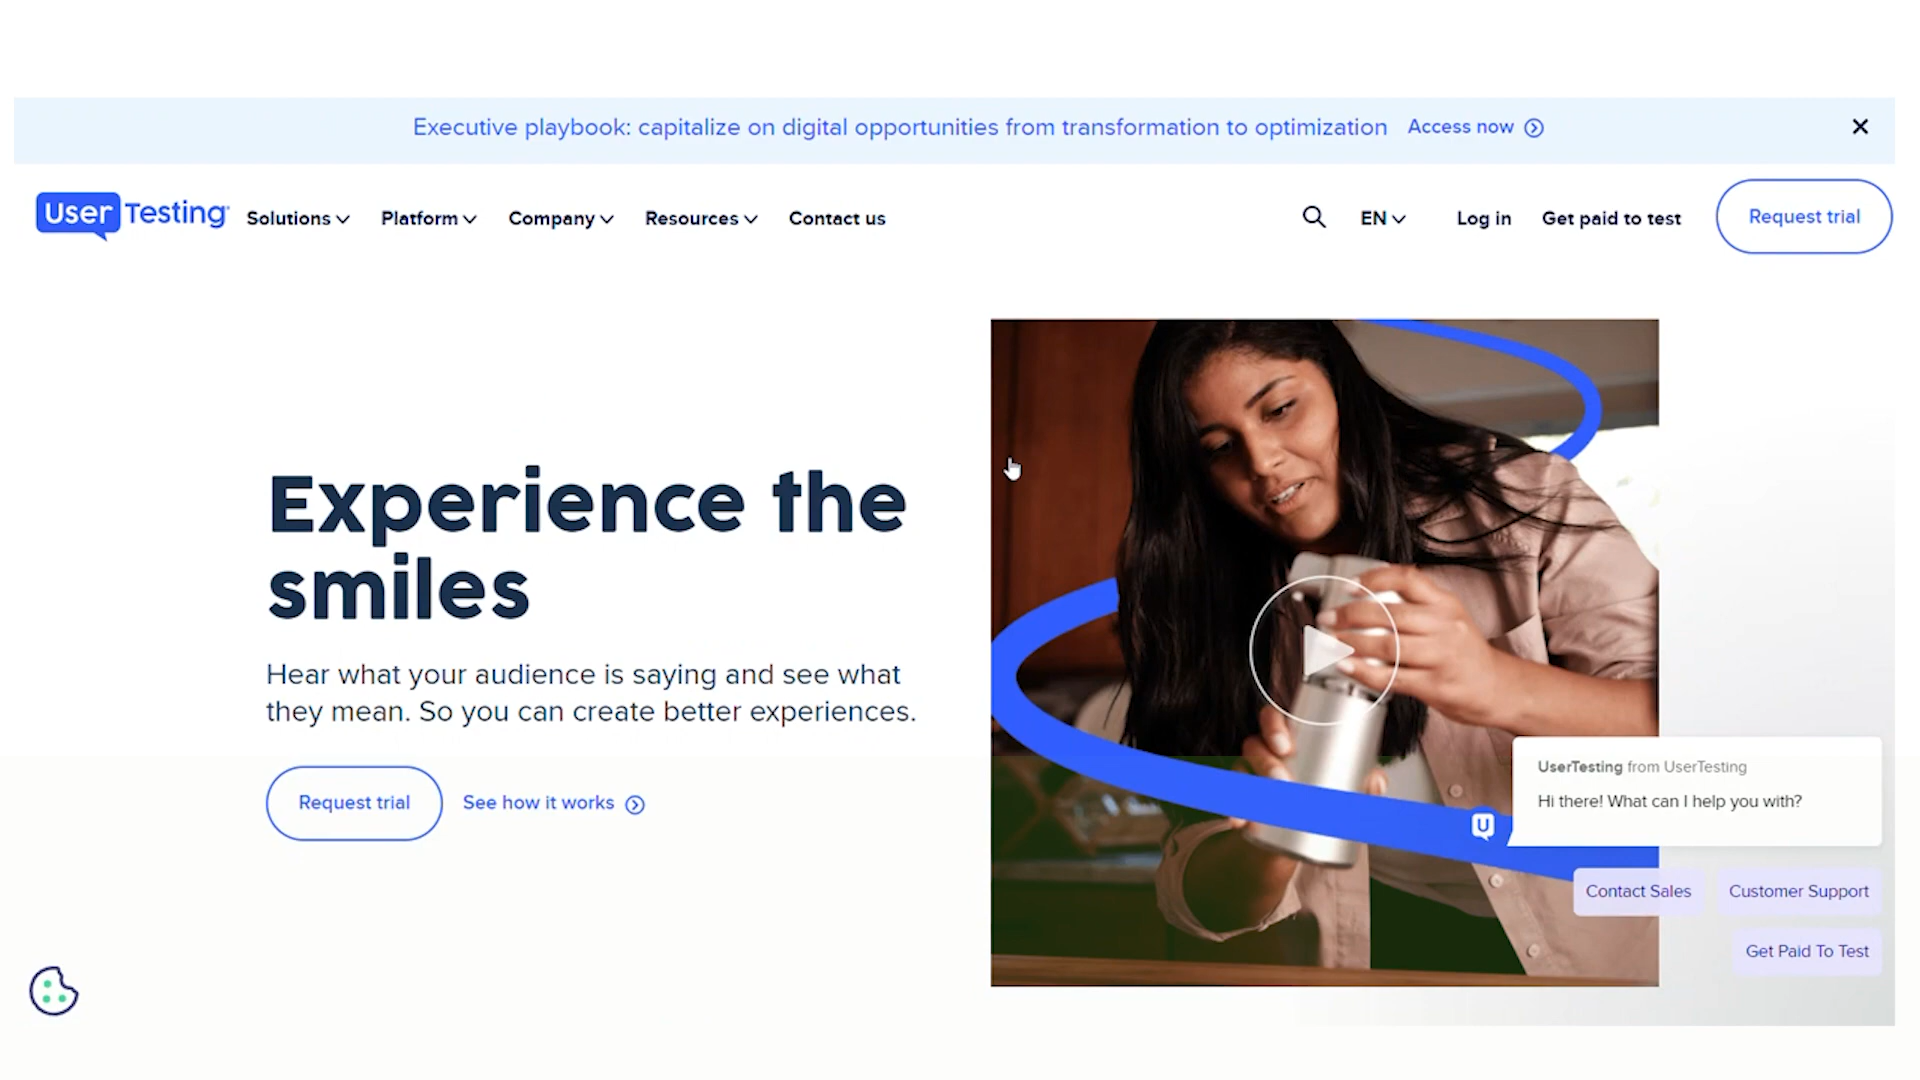 Executive playbook: capitalize on digital opportunities from transformation to optimization Access now
User Testing Solutions Platform Company Resources Contact us EN Log in Get paid to test Request trial
Experience the
smiles
Hear what your audience is saying and see what
they mean. So you can create better experiences.
Request trial See how it works
UserTesting from UserTesting
Hi there! What can I help you with?
U
Contact Sales Customer Support
Get Paid To Test